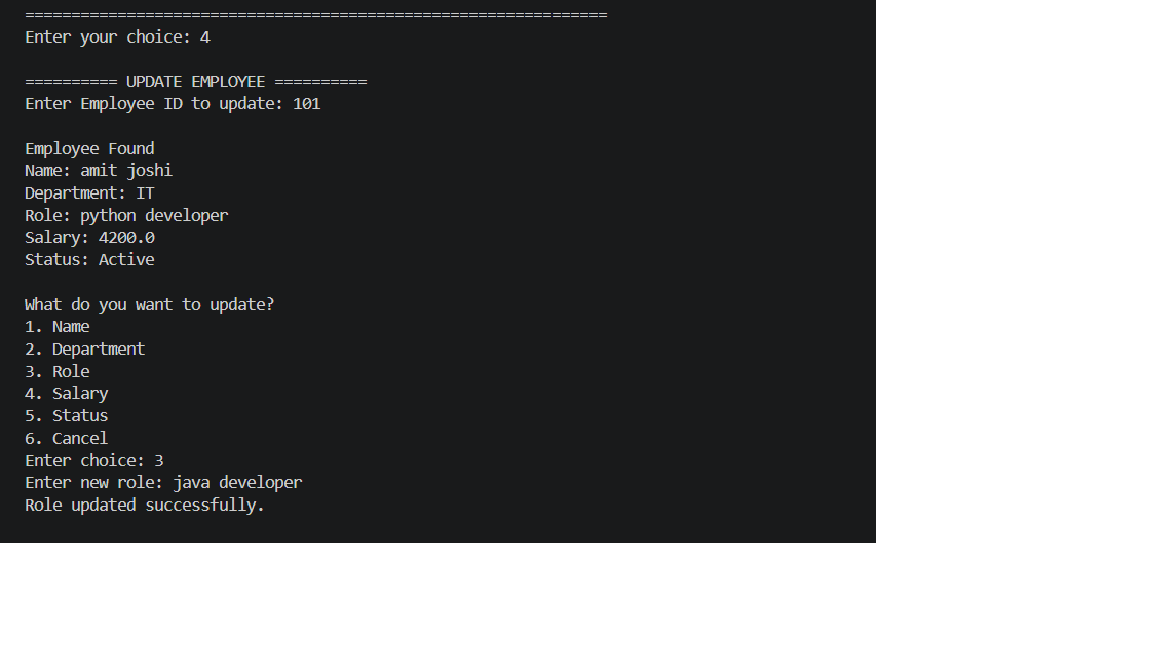 ===============================================================
Enter your choice: 4
========== UPDATE EMPLOYEE ==========
Enter Employee ID to update: 101
Employee Found
Name: amit joshi
Department: IT
Role: python developer
Salary: 4200.0
Status: Active
What do you want to update?
1. Name
2. Department
3. Role
4. Salary
5. Status
6. Cancel
Enter choice: 3
Enter new role: java developer
Role updated successfully.